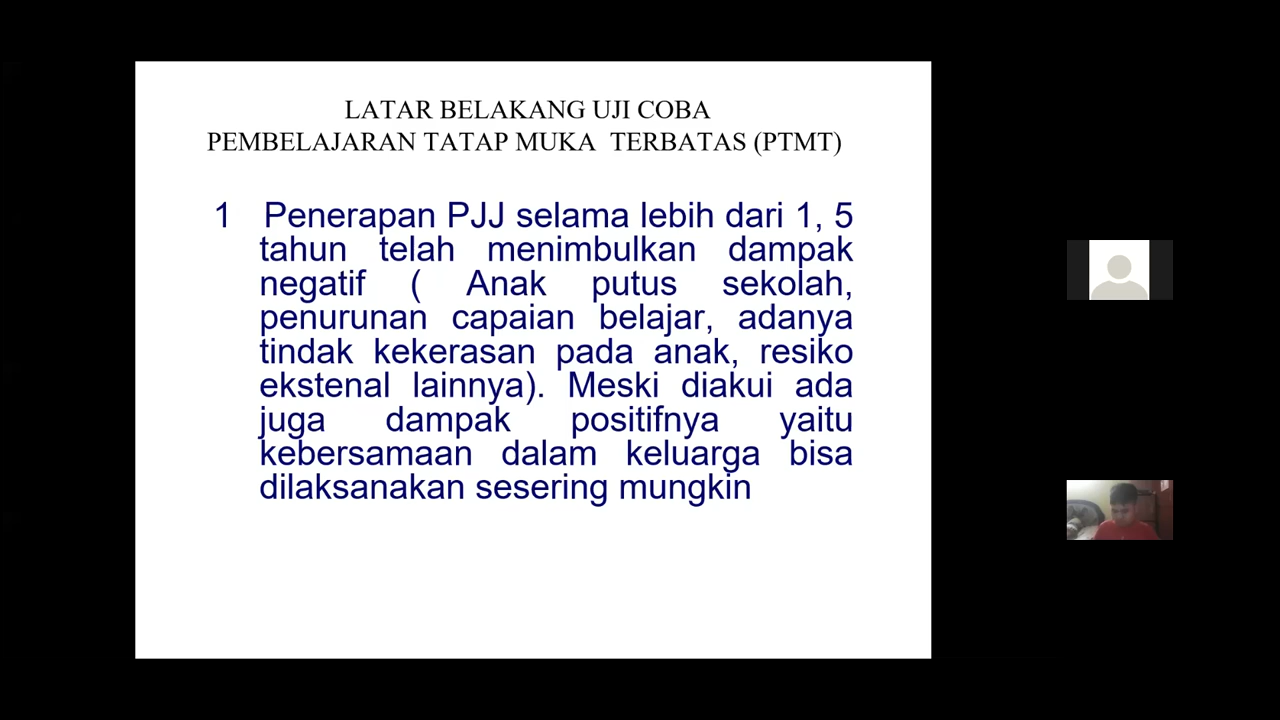 LATAR BELAKANG UJI COBA
PEMBELAJARAN TATAP MUKA TERBATAS (PTMT)
1 Penerapan PJJ selama lebih dari 1, 5
tahun telah menimbulkan dampak
negatif ( Anak putus sekolah,
penurunan capaian belajar, adanya
tindak kekerasan pada anak, resiko
ekstenal lainnya). Meski diakui ada
juga dampak positifnya yaitu
kebersamaan dalam keluarga bisa
dilaksanakan sesering mungkin